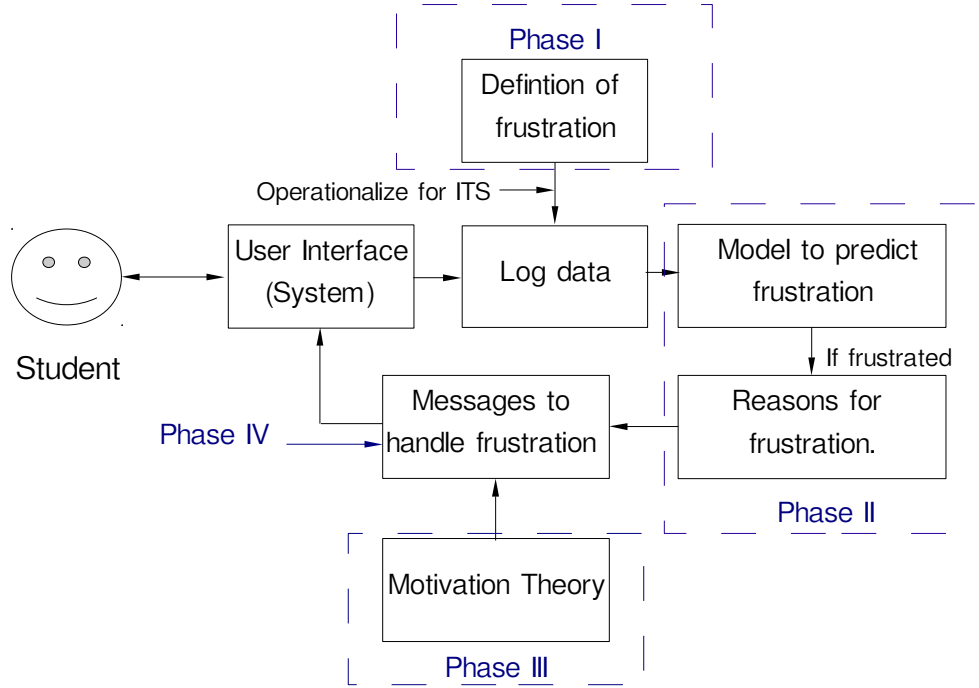 Phase I
Defintion of
frustration
Operationalize for ITS
User Interface
(System)
Log data
Model to predict
frustration
Student
If frustrated
Messages to
handle frustration
Reasons for
frustration.
Phase IV
Phase II
Motivation Theory
Phase III